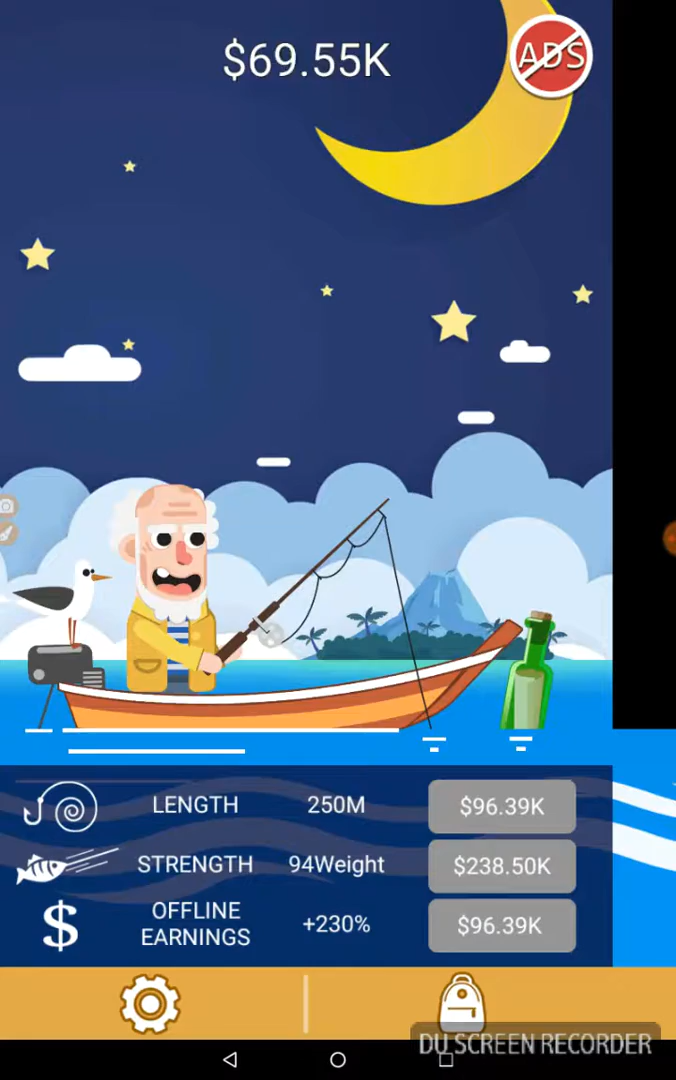 $69.55K
ADS
LENGTH 250M $96.39K
STRENGTH 94Weight $238.50K
OFFLINE EARNINGS +230% $96.39K
$
DU SCREEN RECORDER